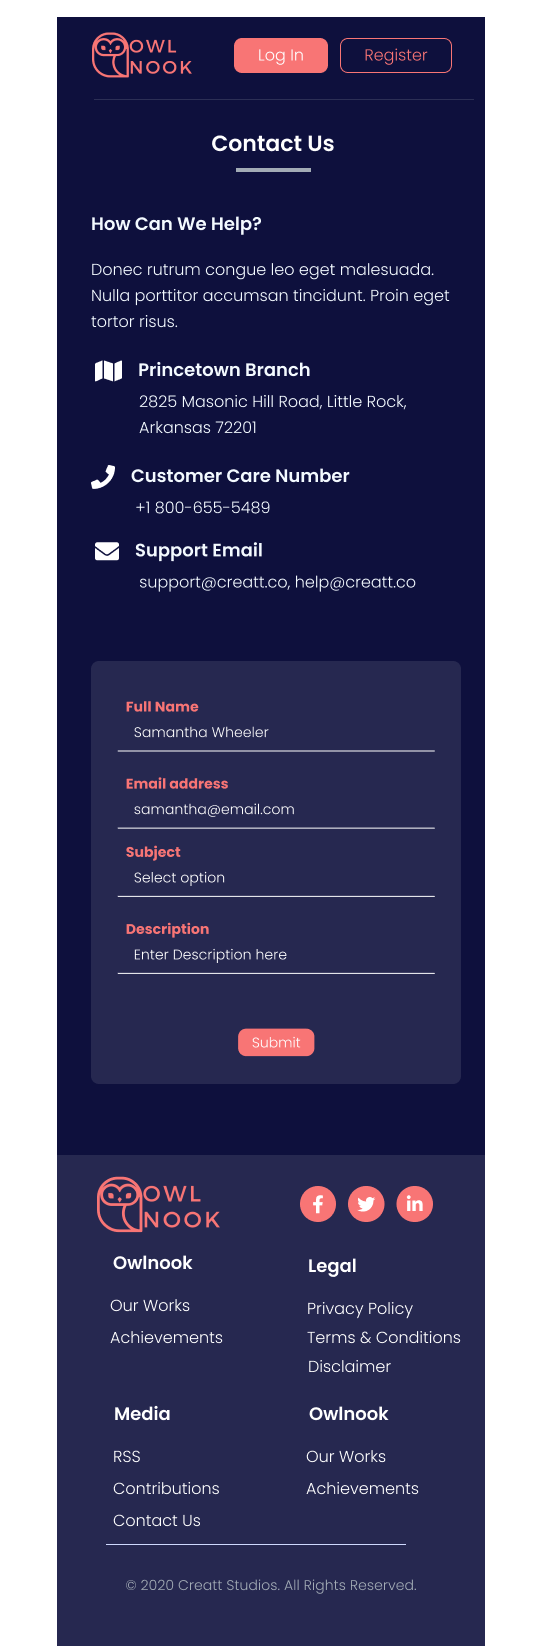 OWL
NOOK
Log In
Register
Contact Us
How Can We Help?
Donec rutrum congue leo eget malesuada.
Nulla porttitor accumsan tincidunt. Proin eget
tortor risus.
Princetown Branch
2825 Masonic Hill Road, Little Rock,
Arkansas 72201
Customer Care Number
+1 800-655-5489
Support Email
support@creatt.co, help@creatt.co
Full Name
Samantha Wheeler
Email address
samantha@email.com
Subject
Select option
Description
Enter Description here
Submit
OWL
NOOK
Owlnook
Our Works
Achievements
Legal
Privacy Policy
Terms & Conditions
Disclaimer
Media
RSS
Contributions
Contact Us
Owlnook
Our Works
Achievements
© 2020 Creatt Studios. All Rights Reserved.